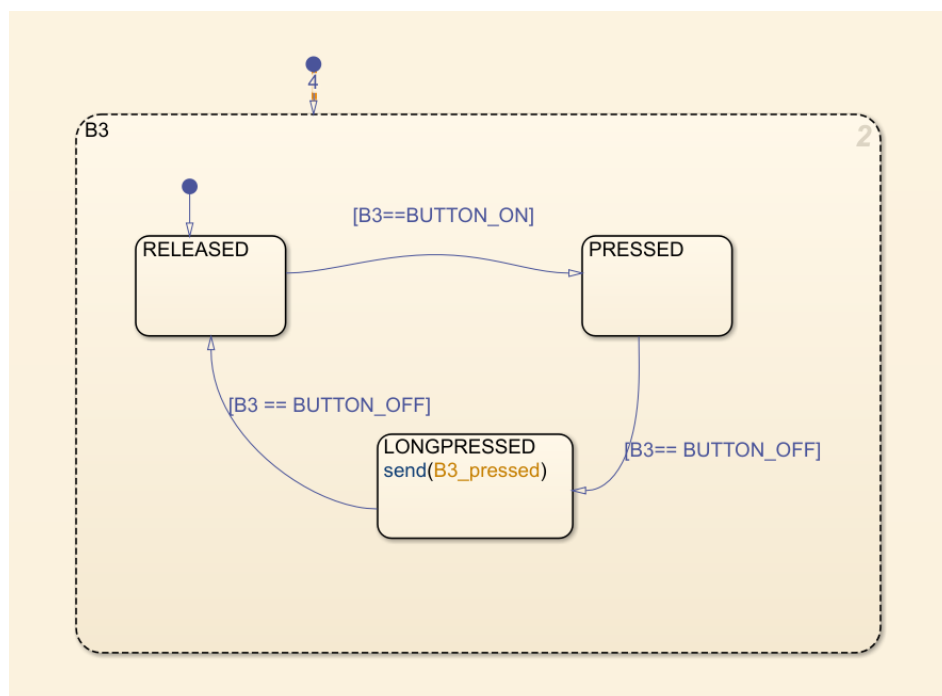 4
B3
2
[B3==BUTTON_ON]
RELEASED
PRESSED
[B3 == BUTTON_OFF]
LONGPRESSED
send(B3_pressed)
[B3== BUTTON_OFF]